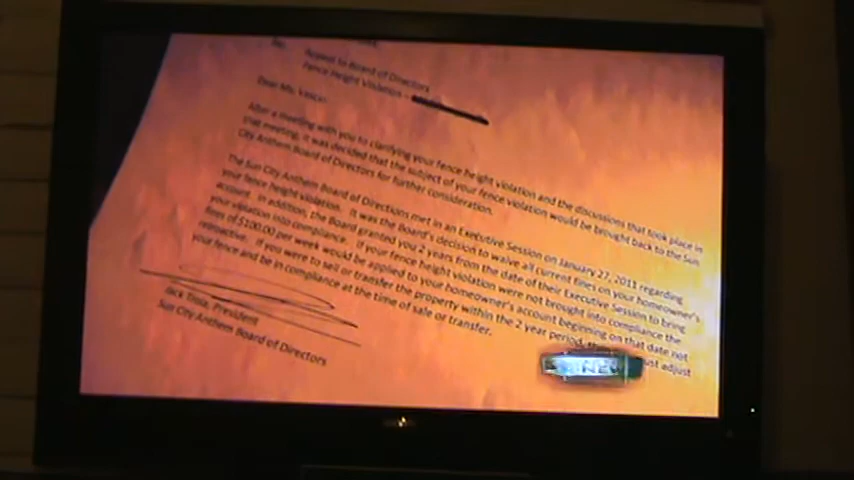 Appeal to Board of Directors
Fence Height Violation –
Dear Ms.
After a meeting with you to clarifying your fence height violation and the discussions that took place in
that meeting, it was decided that the subject of your fence violation would be brought back to the Sun
City Anthem Board of Directors for further consideration.
The Sun City Anthem Board of Directions met in an Executive Session on January 27, 2011 regarding
your fence height violation. It was the Board's decision to waive all current fines on your homeowner's
account. In addition, the Board granted you 2 years from the date of their Executive Session to bring
your violation into compliance. If your fence height violation were not brought into compliance the
fines of $100.00 per week would be applied to your homeowner's account beginning on that date not
retroactive. If you were to sell or transfer the property within the 2 year period, must adjust
your fence and be in compliance at the time of sale or transfer.
President
Sun City Anthem Board of Directors